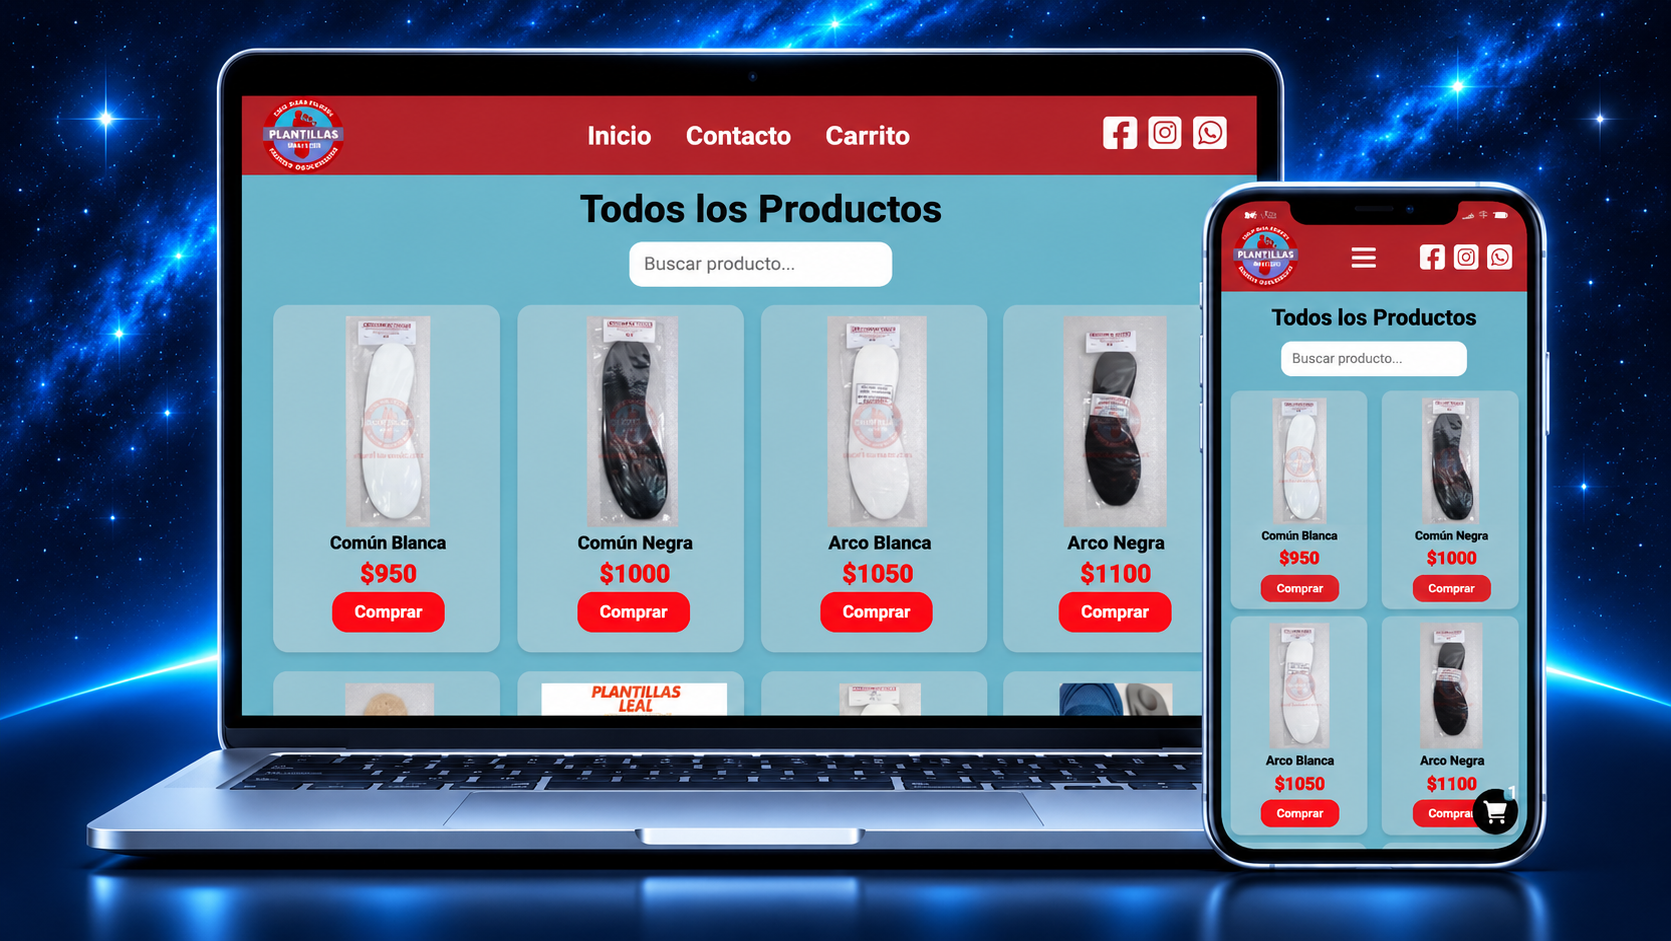 PLANTILLAS
Inicio
Contacto
Carrito
Todos los Productos
Buscar producto...
Común Blanca
$950
Comprar
Común Negra
$1000
Comprar
Arco Blanca
$1050
Comprar
Arco Negra
$1100
Comprar
PLANTILLAS
LEAL
PLANTILLAS
Todos los Productos
Buscar producto...
Común Blanca
$950
Comprar
Común Negra
$1000
Comprar
Arco Blanca
$1050
Comprar
Arco Negra
$1100
Compra
1